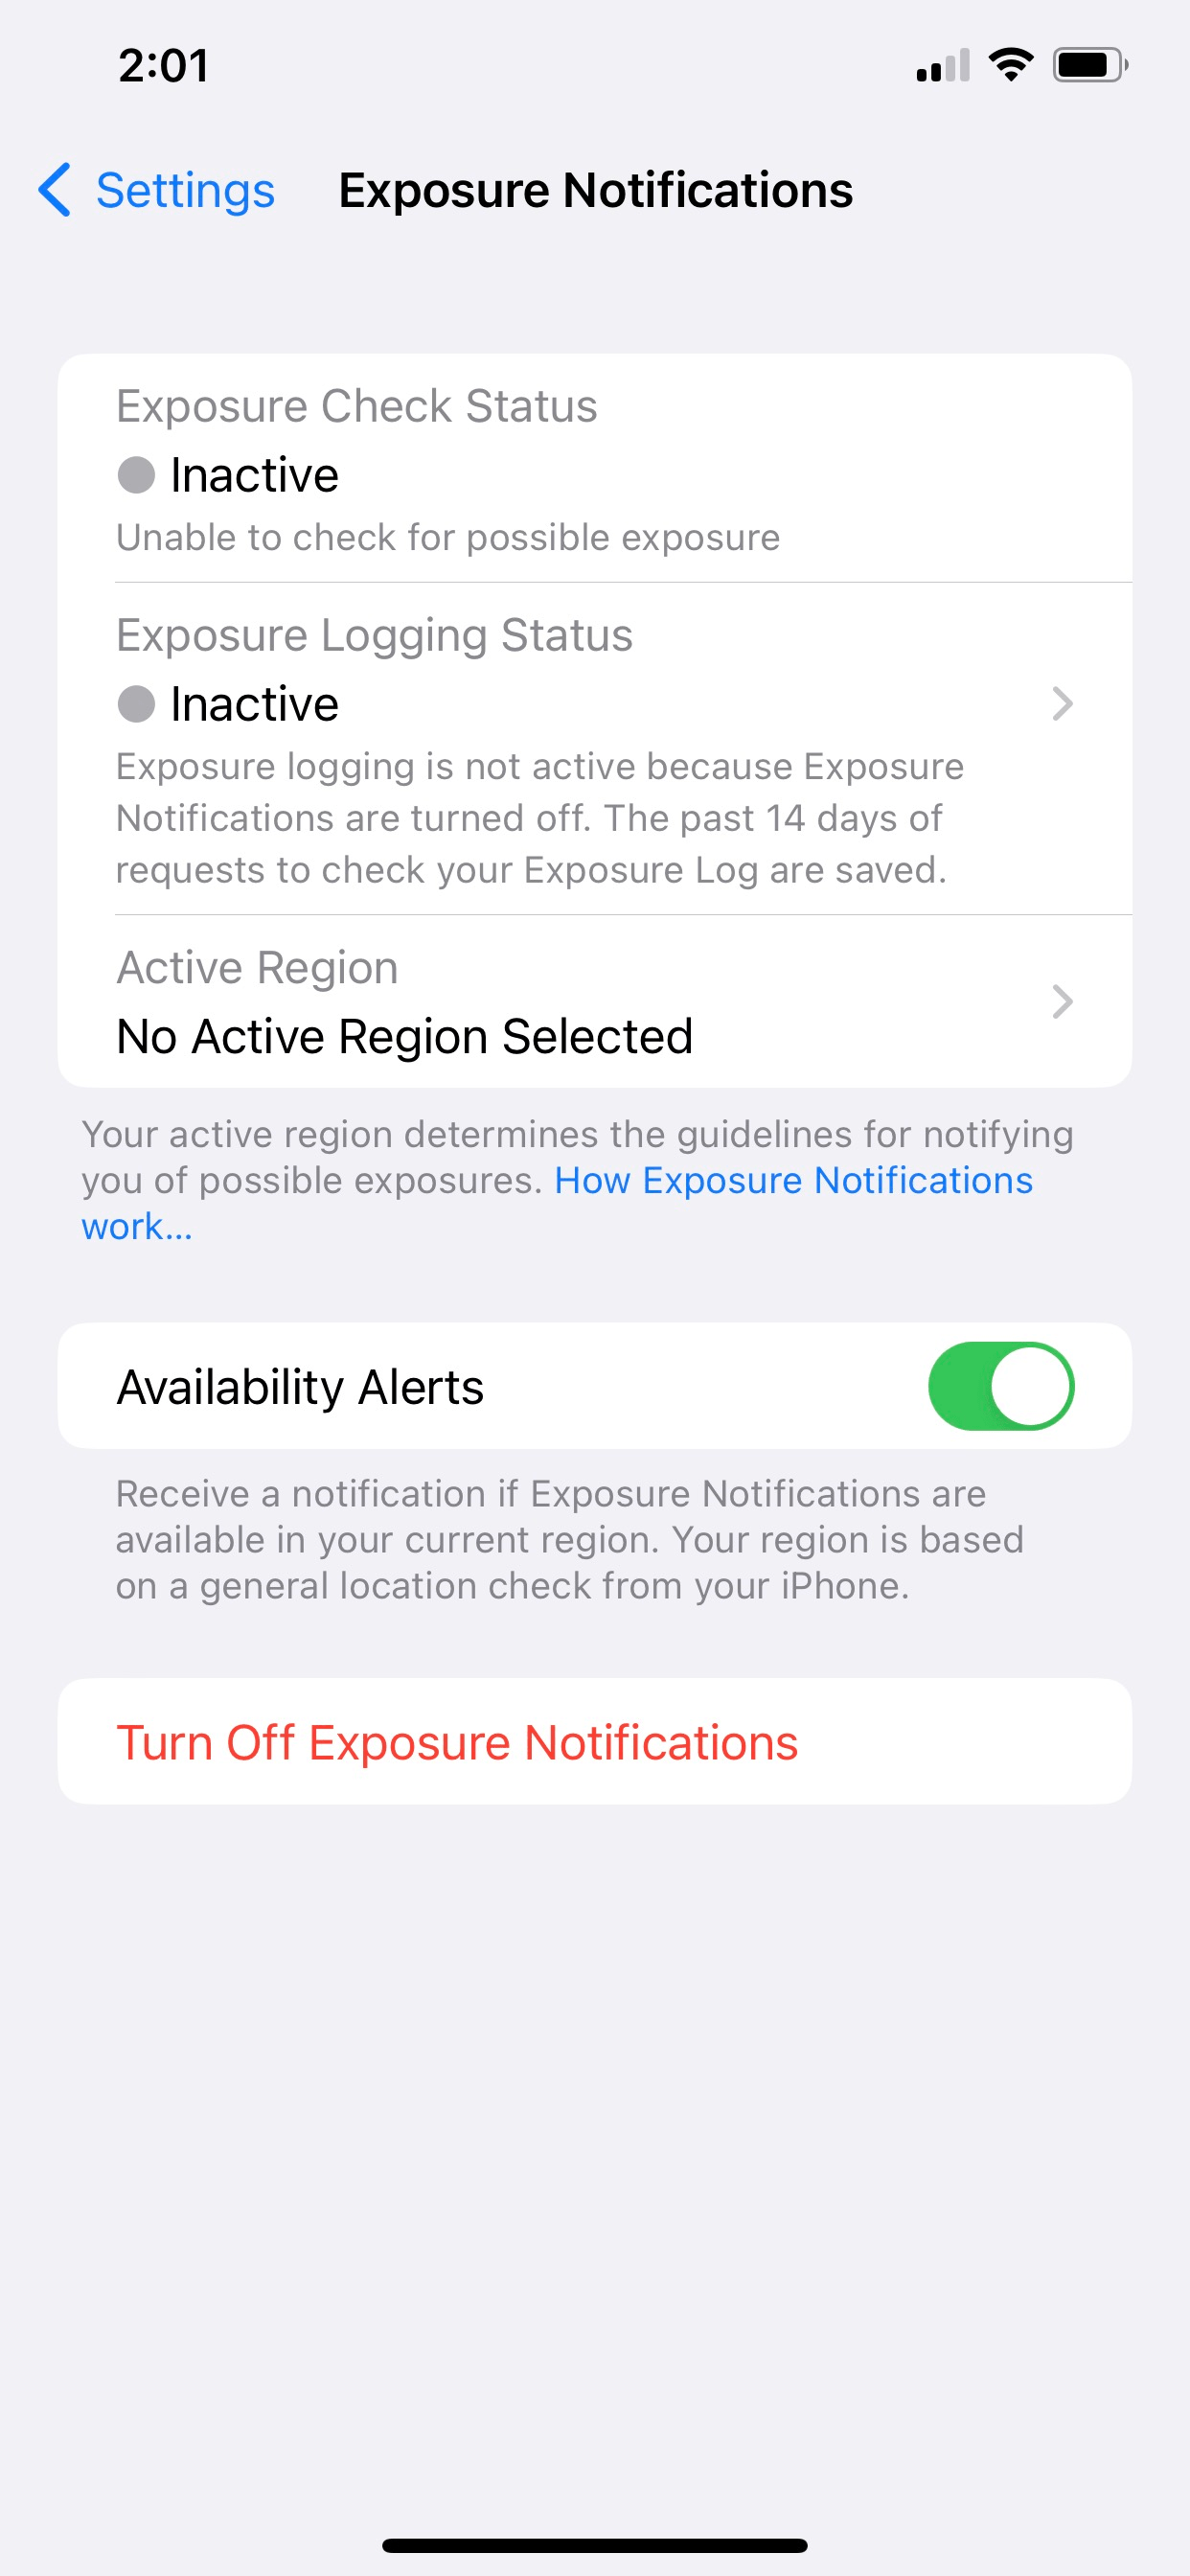 2:01
Settings
Exposure Notifications
Exposure Check Status
Inactive
Unable to check for possible exposure
Exposure Logging Status
Inactive
Exposure logging is not active because Exposure
Notifications are turned off. The past 14 days of
requests to check your Exposure Log are saved.
Active Region
No Active Region Selected
Your active region determines the guidelines for notifying
you of possible exposures. How Exposure Notifications
work...
Availability Alerts
Receive a notification if Exposure Notifications are
available in your current region. Your region is based
on a general location check from your iPhone.
Turn Off Exposure Notifications